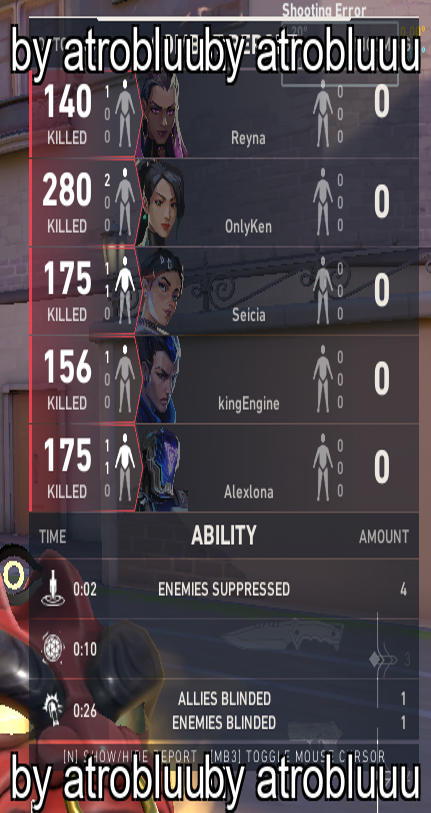 Shooting Error
by atrobluuby atrobluuu
140
KILLED
1
0
0
Reyna
0
0
0
0
280
KILLED
2
0
0
OnlyKen
0
0
0
0
175
KILLED
1
1
0
Seicia
0
0
0
0
156
KILLED
1
0
0
kingEngine
0
0
0
0
175
KILLED
1
1
0
Alexlona
0
0
0
0
TIME ABILITY AMOUNT
0:02 ENEMIES SUPPRESSED 4
0:10
3
0:26 ALLIES BLINDED 1
ENEMIES BLINDED 1
[N] SHOW/HIDE REPORT [MB3] TOGGLE MOUSE CURSOR
by atrobluuby atrobluuu